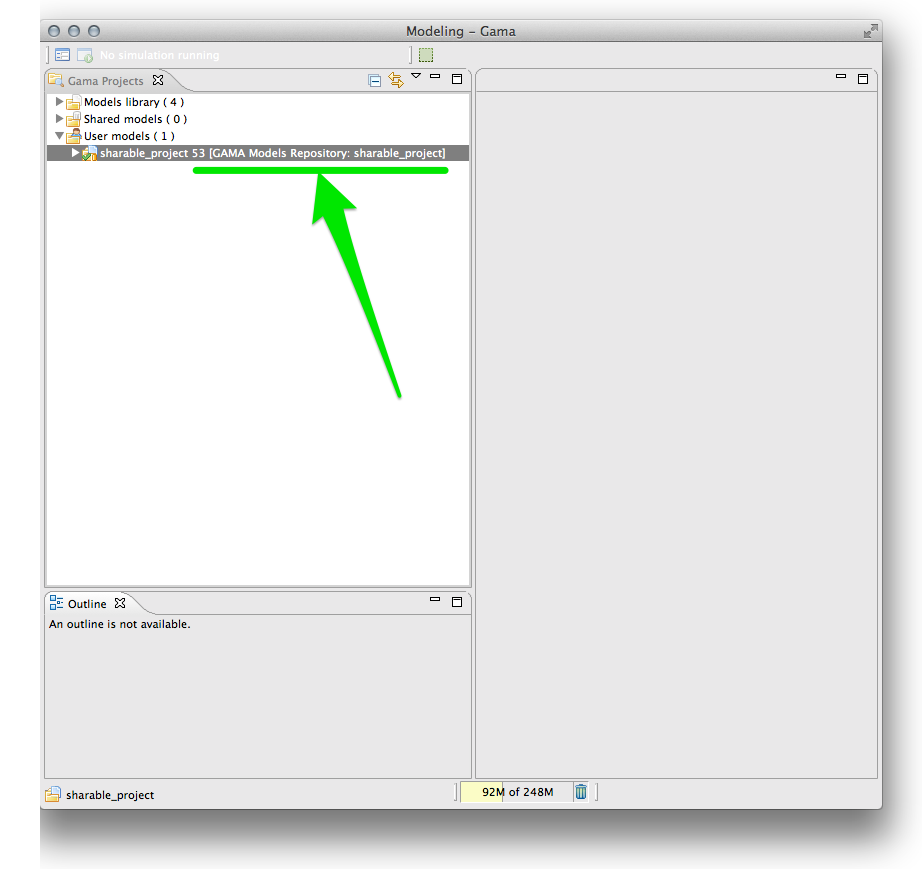 Modeling – Gama
No simulation running
Gama Projects
Models library ( 4 )
Shared models ( 0 )
User models ( 1 )
sharable_project 53 [GAMA Models Repository: sharable_project]
Outline
An outline is not available.
sharable_project
92M of 248M